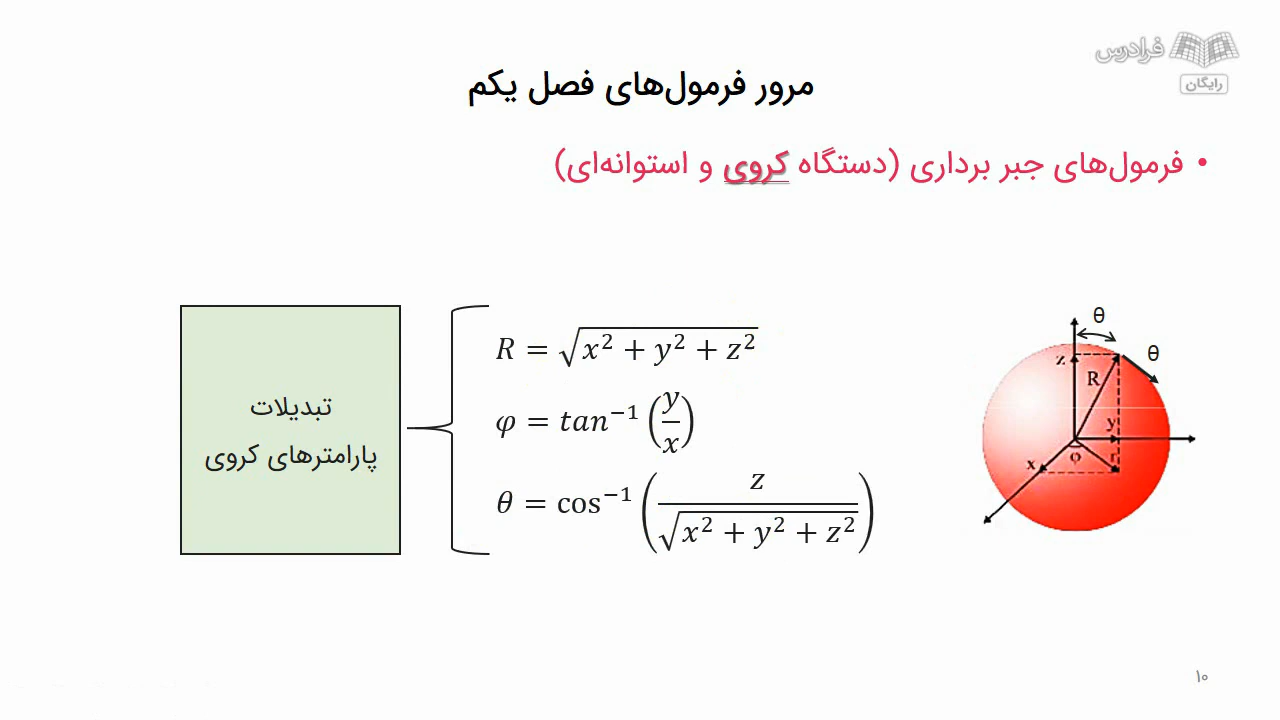 فرادرس
رایگان
مرور فرمول‌های فصل یکم
• فرمول‌های جبر برداری (دستگاه کروی و استوانه‌ای)
تبدیلات
پارامترهای کروی
R = √(x² + y² + z²)
φ = tan⁻¹(y/x)
θ = cos⁻¹(z/√(x² + y² + z²))
θ
θ
z
R
y
x
φ
r
۱۰